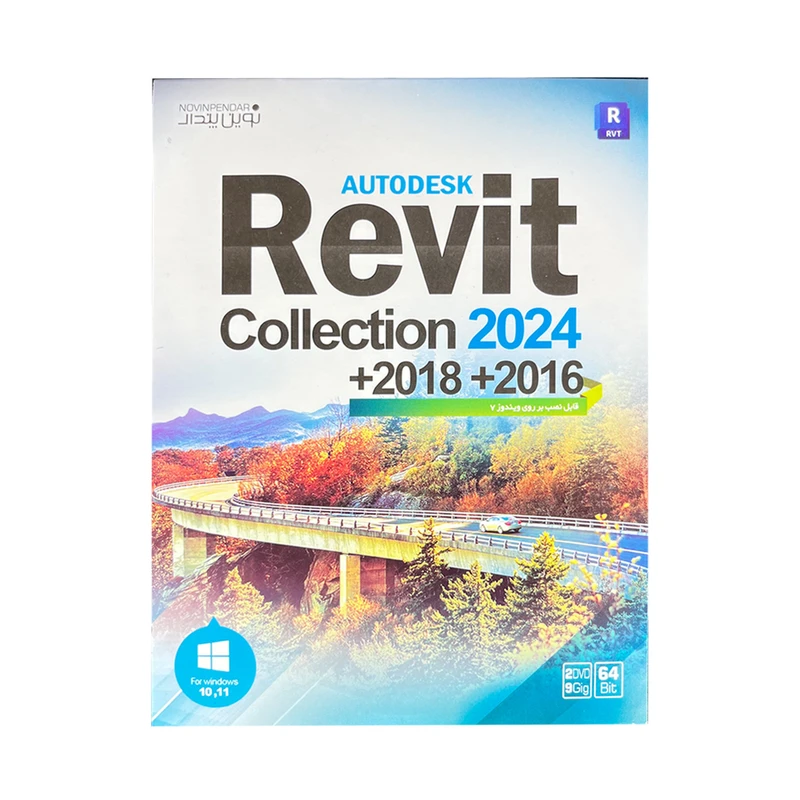 NOVINPENDAR
نوین پندار
R
RVT
AUTODESK
Revit
Collection 2024
+2018 +2016
قابل نصب بر روی ویندوز ۷
For windows
10,11
2DVD
9Gig
64
Bit